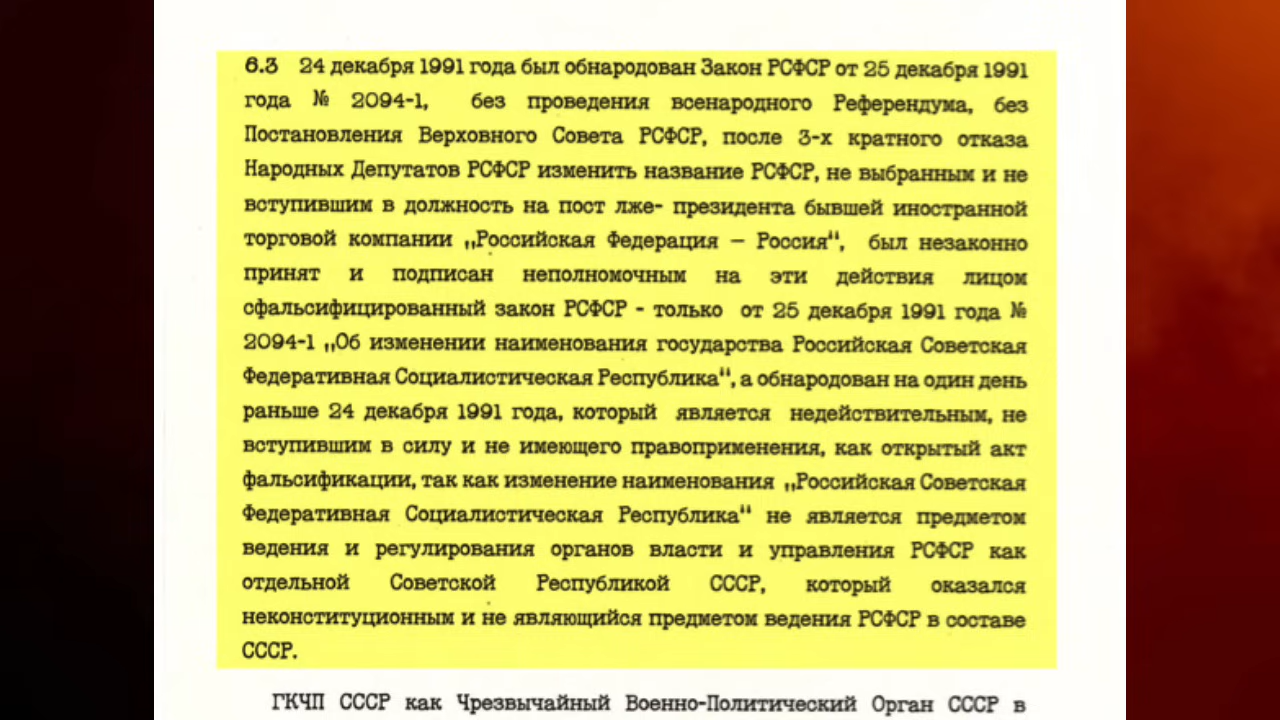 6.3 24 декабря 1991 года был обнародован Закон РСФСР от 25 декабря 1991
года № 2094-1, без проведения всенародного Референдума, без
Постановления Верховного Совета РСФСР, после 3-х кратного отказа
Народных Депутатов РСФСР изменить название РСФСР, не выбранным и не
вступившим в должность на пост лже- президента бывшей иностранной
торговой компании „Российская Федерация – Россия“, был незаконно
принят и подписан неполномочным на эти действия лицом
сфальсифицированный закон РСФСР - только от 25 декабря 1991 года №
2094-1 „Об изменении наименования государства Российская Советская
Федеративная Социалистическая Республика“, а обнародован на один день
раньше 24 декабря 1991 года, который является недействительным, не
вступившим в силу и не имеющего правоприменения, как открытый акт
фальсификации, так как изменение наименования „Российская Советская
Федеративная Социалистическая Республика“ не является предметом
ведения и регулирования органов власти и управления РСФСР как
отдельной Советской Республикой СССР, который оказался
неконституционным и не являющийся предметом ведения РСФСР в составе
СССР.
ГКЧП СССР как Чрезвычайный Военно-Политический Орган СССР в